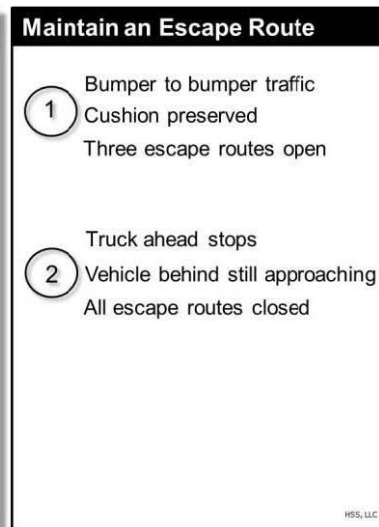 Maintain an Escape Route
Bumper to bumper traffic
1 Cushion preserved
Three escape routes open
Truck ahead stops
2 Vehicle behind still approaching
All escape routes closed
HSS, LLC